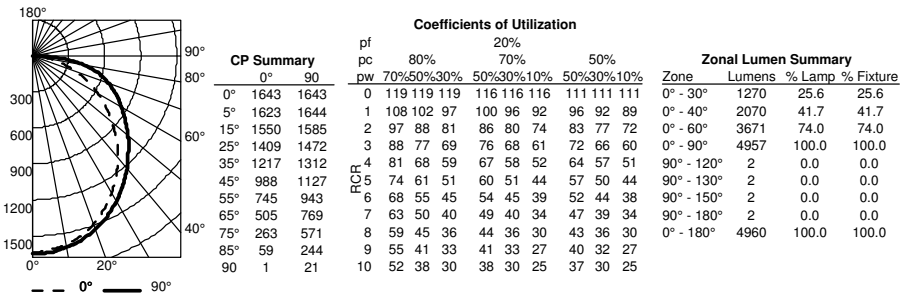 180°
90°
80°
60°
40°
300
600
900
1200
1500
0° 20°
0° 90°
CP Summary
0° 90
0° 1643 1643
5° 1623 1644
15° 1550 1585
25° 1409 1472
35° 1217 1312
45° 988 1127
55° 745 943
65° 505 769
75° 263 571
85° 59 244
90 1 21
Coefficients of Utilization
pf 20%
pc 80% 70% 50%
pw 70%50%30% 50%30%10% 50%30%10%
RCR
0 119 119 119 116 116 116 111 111 111
1 108 102 97 100 96 92 96 92 89
2 97 88 81 86 80 74 83 77 72
3 88 77 69 76 68 61 72 66 60
4 81 68 59 67 58 52 64 57 51
5 74 61 51 60 51 44 57 50 44
6 68 55 45 54 45 39 52 44 38
7 63 50 40 49 40 34 47 39 34
8 59 45 36 44 36 30 43 36 30
9 55 41 33 41 33 27 40 32 27
10 52 38 30 38 30 25 37 30 25
Zonal Lumen Summary
Zone Lumens % Lamp % Fixture
0° - 30° 1270 25.6 25.6
0° - 40° 2070 41.7 41.7
0° - 60° 3671 74.0 74.0
0° - 90° 4957 100.0 100.0
90° - 120° 2 0.0 0.0
90° - 130° 2 0.0 0.0
90° - 150° 2 0.0 0.0
90° - 180° 2 0.0 0.0
0° - 180° 4960 100.0 100.0